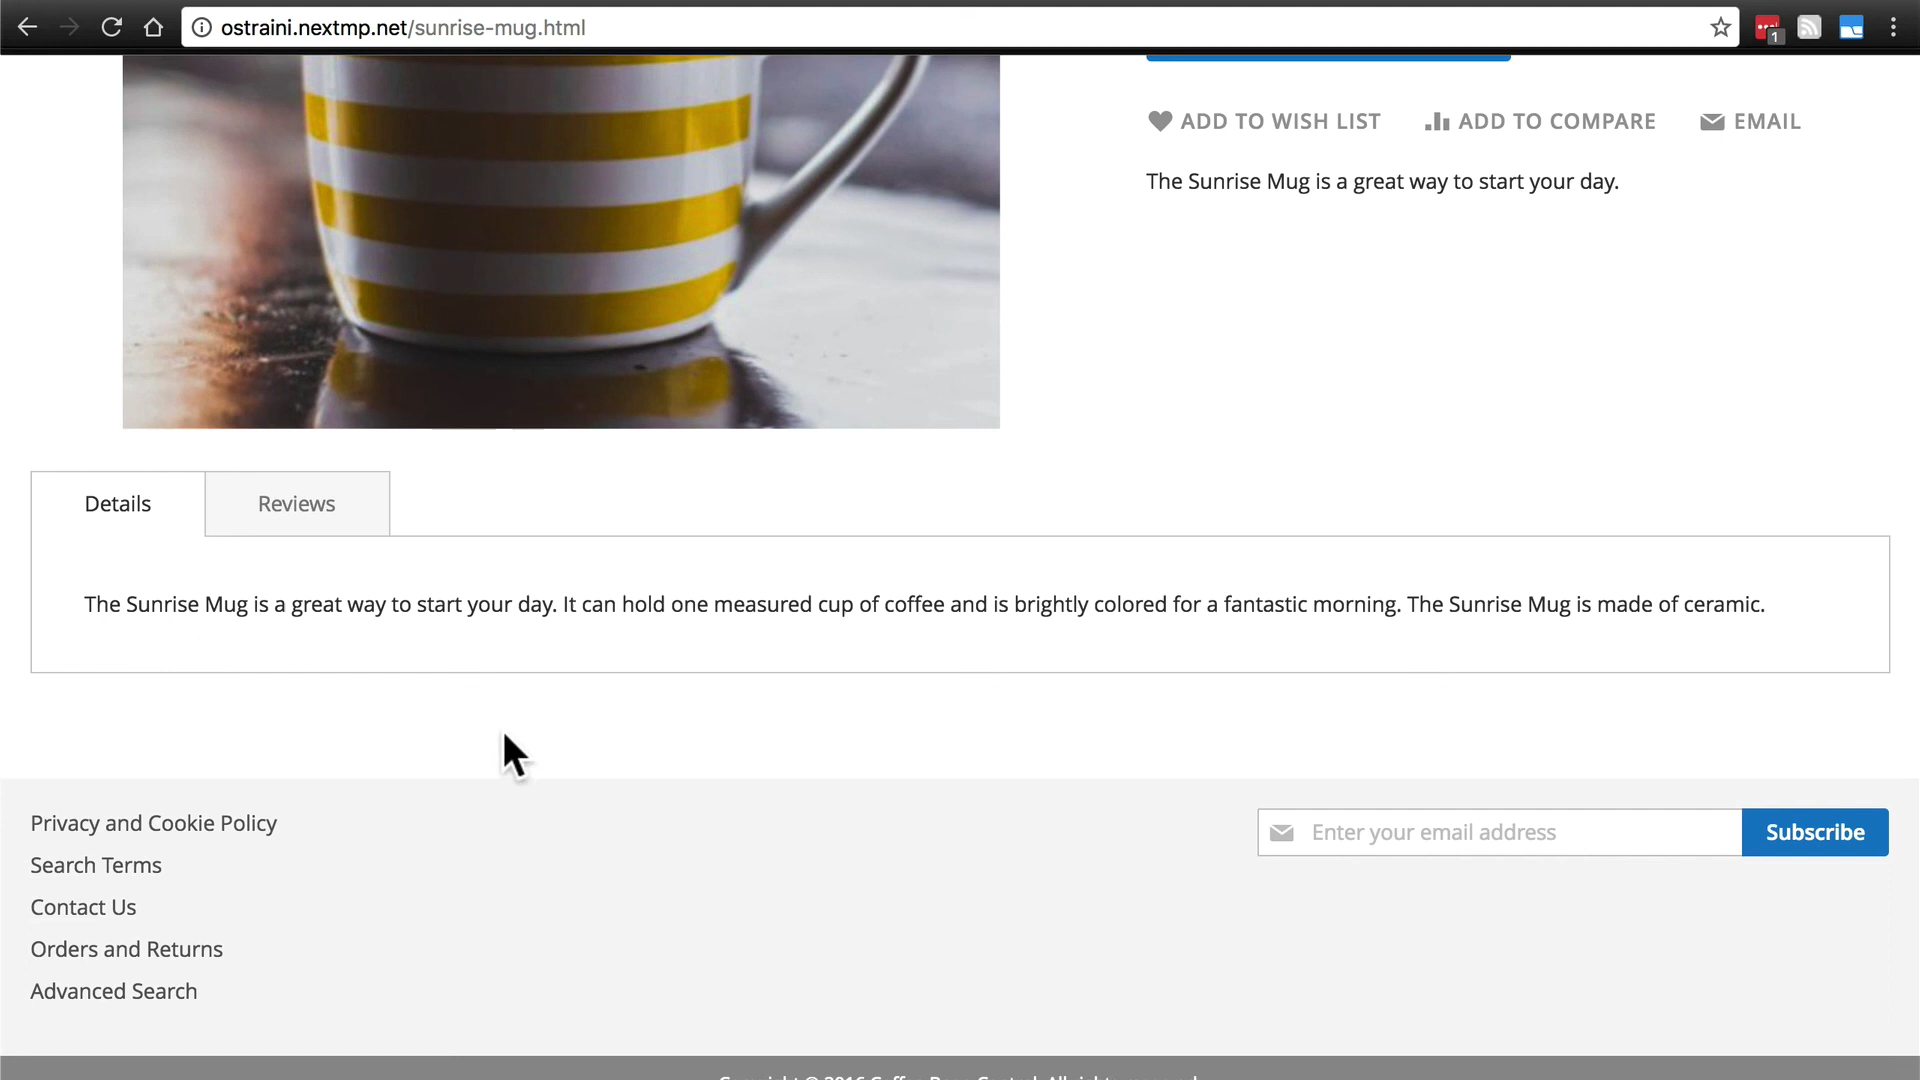 ostraini.nextmp.net/sunrise-mug.html
1
ADD TO WISH LIST ADD TO COMPARE EMAIL
The Sunrise Mug is a great way to start your day.
Details Reviews
The Sunrise Mug is a great way to start your day. It can hold one measured cup of coffee and is brightly colored for a fantastic morning. The Sunrise Mug is made of ceramic.
Privacy and Cookie Policy
Enter your email address Subscribe
Search Terms
Contact Us
Orders and Returns
Advanced Search